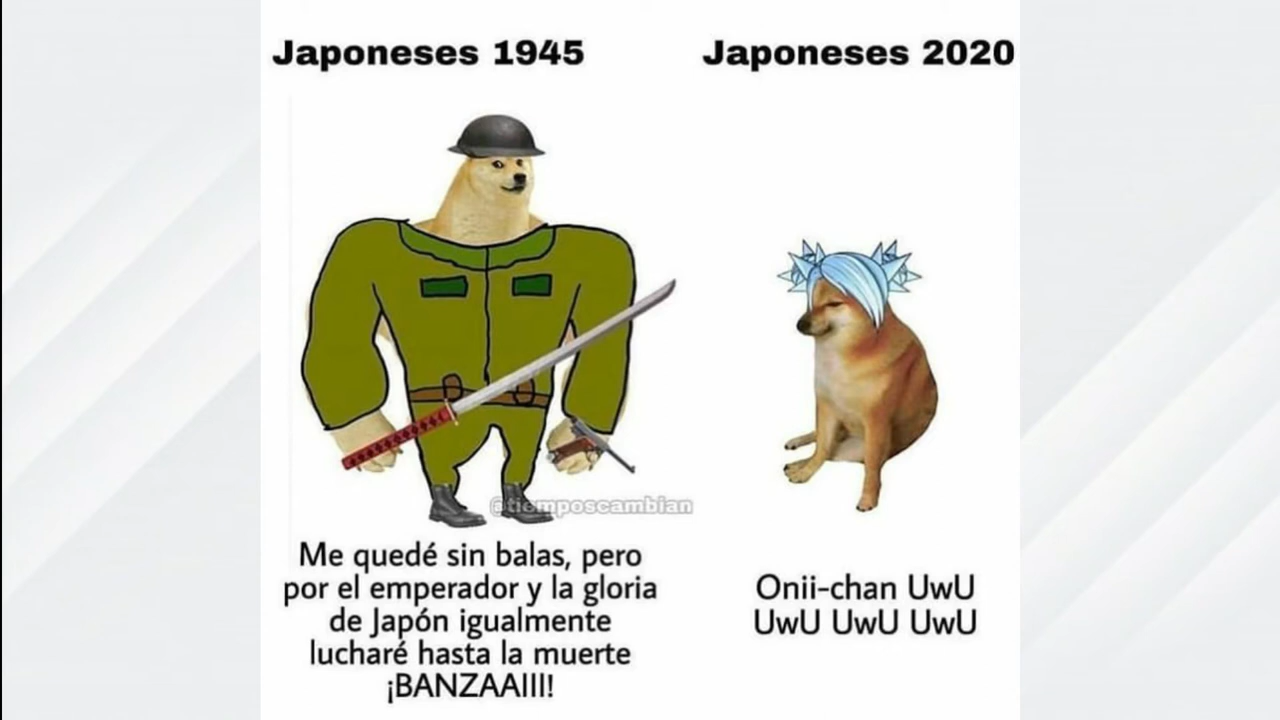 Japoneses 1945
Japoneses 2020
@tiemposcambian
Me quedé sin balas, pero
por el emperador y la gloria
de Japón igualmente
lucharé hasta la muerte
¡BANZAAIII!
Onii-chan UwU
UwU UwU UwU